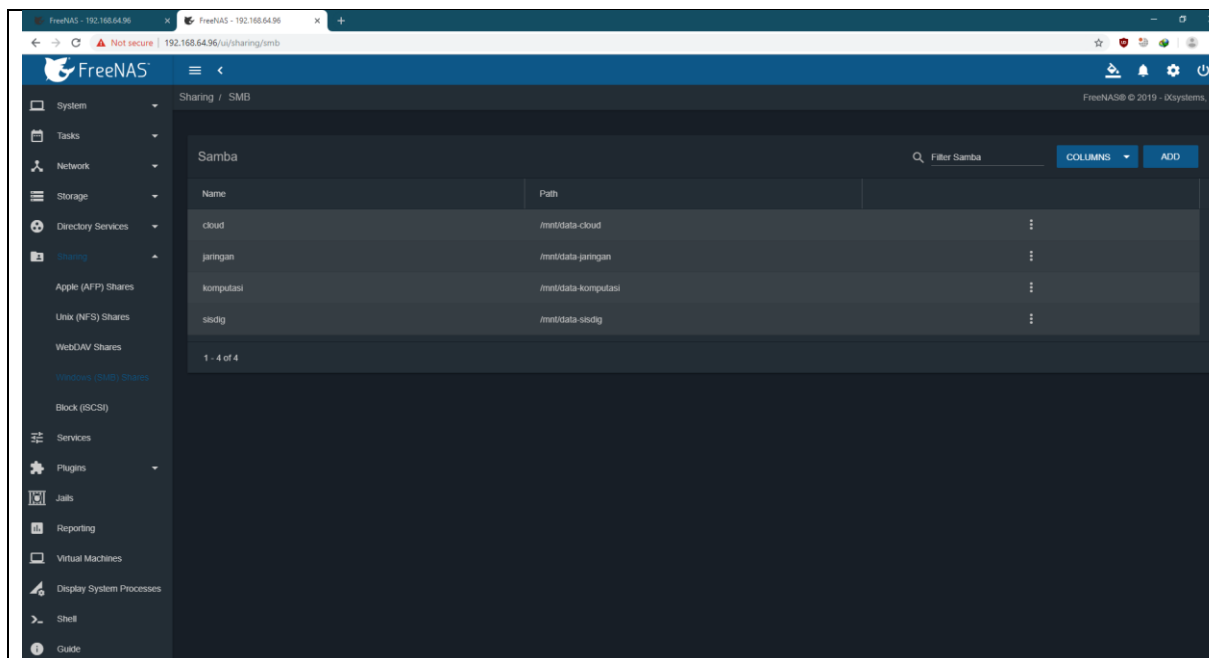 FreeNAS - 192.168.64.96 × FreeNAS - 192.168.64.96 × +
Not secure | 192.168.64.96/ui/sharing/smb
FreeNAS
Sharing / SMB FreeNAS® © 2019 - iXsystems,
System
Tasks
Network
Storage
Directory Services
Sharing
Apple (AFP) Shares
Unix (NFS) Shares
WebDAV Shares
Windows (SMB) Shares
Block (iSCSI)
Services
Plugins
Jails
Reporting
Virtual Machines
Display System Processes
Shell
Guide
Samba Filter Samba COLUMNS ADD
Name Path
cloud /mnt/data-cloud
jaringan /mnt/data-jaringan
komputasi /mnt/data-komputasi
sisdig /mnt/data-sisdig
1 - 4 of 4